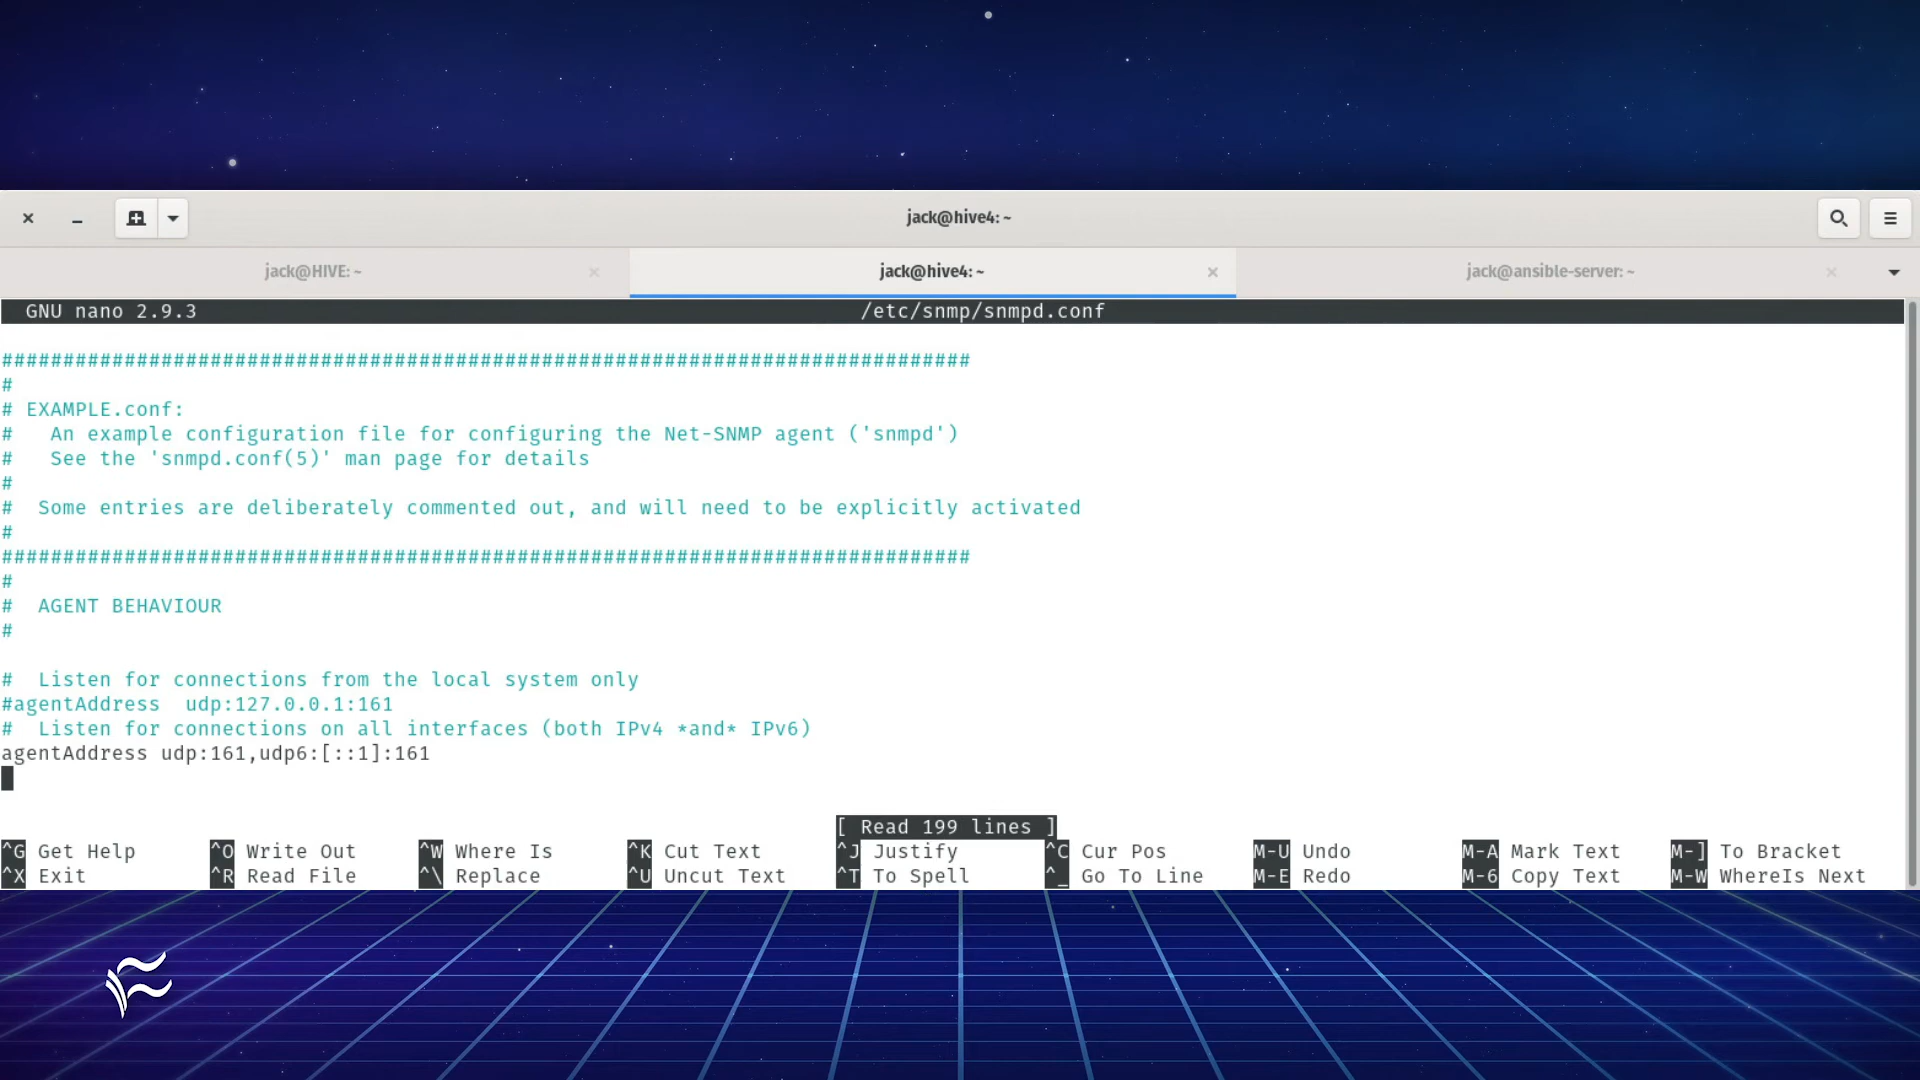 jack@hive4: ~
jack@HIVE: ~
jack@hive4: ~
jack@ansible-server: ~
GNU nano 2.9.3 /etc/snmp/snmpd.conf
###############################################################################
#
# EXAMPLE.conf:
#   An example configuration file for configuring the Net-SNMP agent ('snmpd')
#   See the 'snmpd.conf(5)' man page for details
#
#  Some entries are deliberately commented out, and will need to be explicitly activated
#
###############################################################################
#
#  AGENT BEHAVIOUR
#
#  Listen for connections from the local system only
#agentAddress  udp:127.0.0.1:161
#  Listen for connections on all interfaces (both IPv4 *and* IPv6)
agentAddress udp:161,udp6:[::1]:161
[ Read 199 lines ]
^G Get Help ^O Write Out ^W Where Is ^K Cut Text ^J Justify ^C Cur Pos M-U Undo M-A Mark Text M-] To Bracket
^X Exit ^R Read File ^\ Replace ^U Uncut Text ^T To Spell ^_ Go To Line M-E Redo M-6 Copy Text M-W WhereIs Next